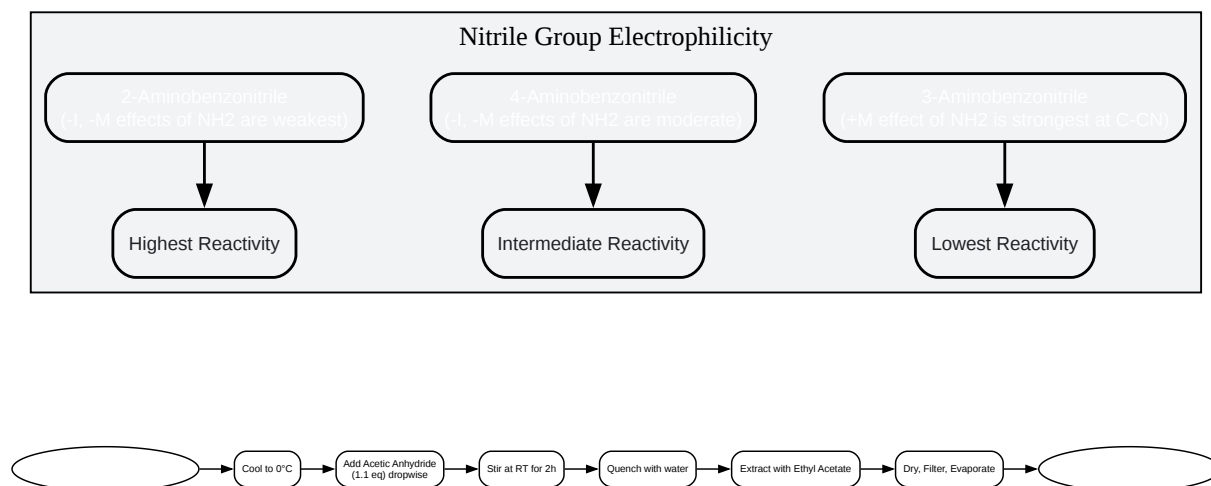 Nitrile Group Electrophilicity
2-Aminobenzonitrile
(-I, -M effects of NH2 are weakest)
4-Aminobenzonitrile
(-I, -M effects of NH2 are moderate)
3-Aminobenzonitrile
(+M effect of NH2 is strongest at C-CN)
Highest Reactivity
Intermediate Reactivity
Lowest Reactivity
Cool to 0°C
Add Acetic Anhydride
(1.1 eq) dropwise
Stir at RT for 2h
Quench with water
Extract with Ethyl Acetate
Dry, Filter, Evaporate